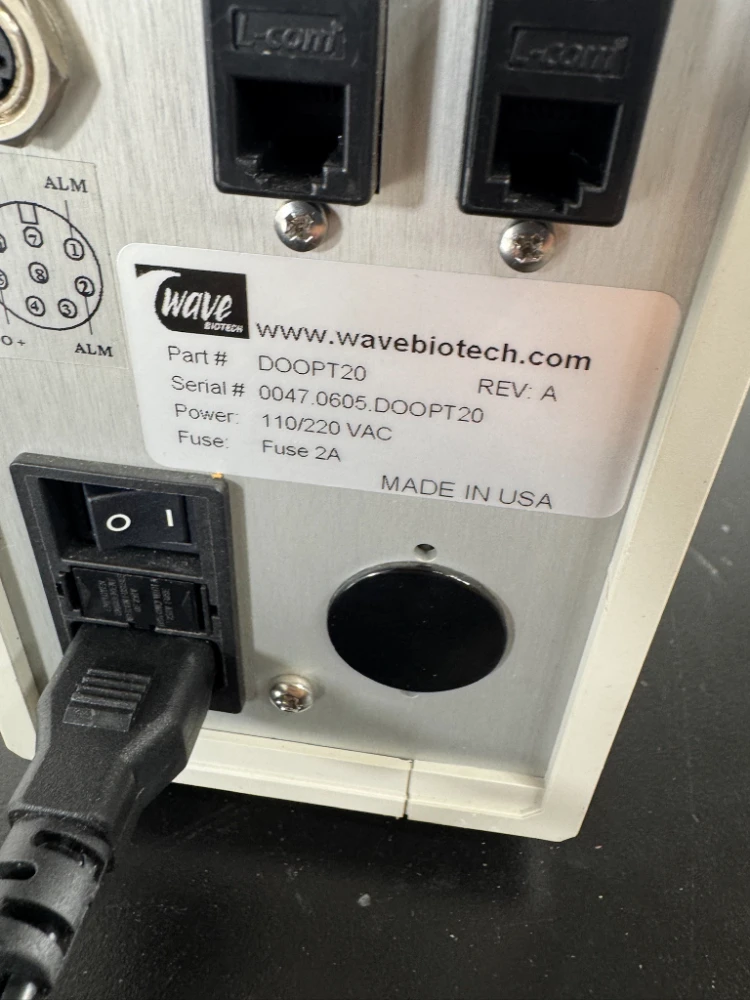 L-com
L-com
ALM
7
1
8
2
4
3
O +
ALM
wave
BIOTECH
www.wavebiotech.com
Part # DOOPT20 REV: A
Serial # 0047.0605.DOOPT20
Power: 110/220 VAC
Fuse: Fuse 2A
MADE IN USA
O I